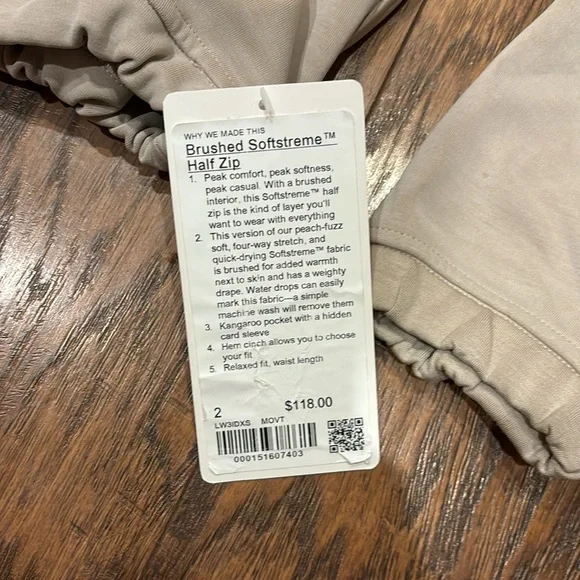 WHY WE MADE THIS
Brushed Softstreme™
Half Zip
1. Peak comfort, peak softness,
peak casual. With a brushed
interior, this Softstreme™ half
zip is the kind of layer you'll
want to wear with everything
2. This version of our peach-fuzz
soft, four-way stretch, and
quick-drying Softstreme™ fabric
is brushed for added warmth
next to skin and has a weighty
drape. Water drops can easily
mark this fabric—a simple
machine wash will remove them
3. Kangaroo pocket with a hidden
card sleeve
4. Hem cinch allows you to choose
your fit
5. Relaxed fit, waist length
2 $118.00
LW3IDXS MOVT
000151607403